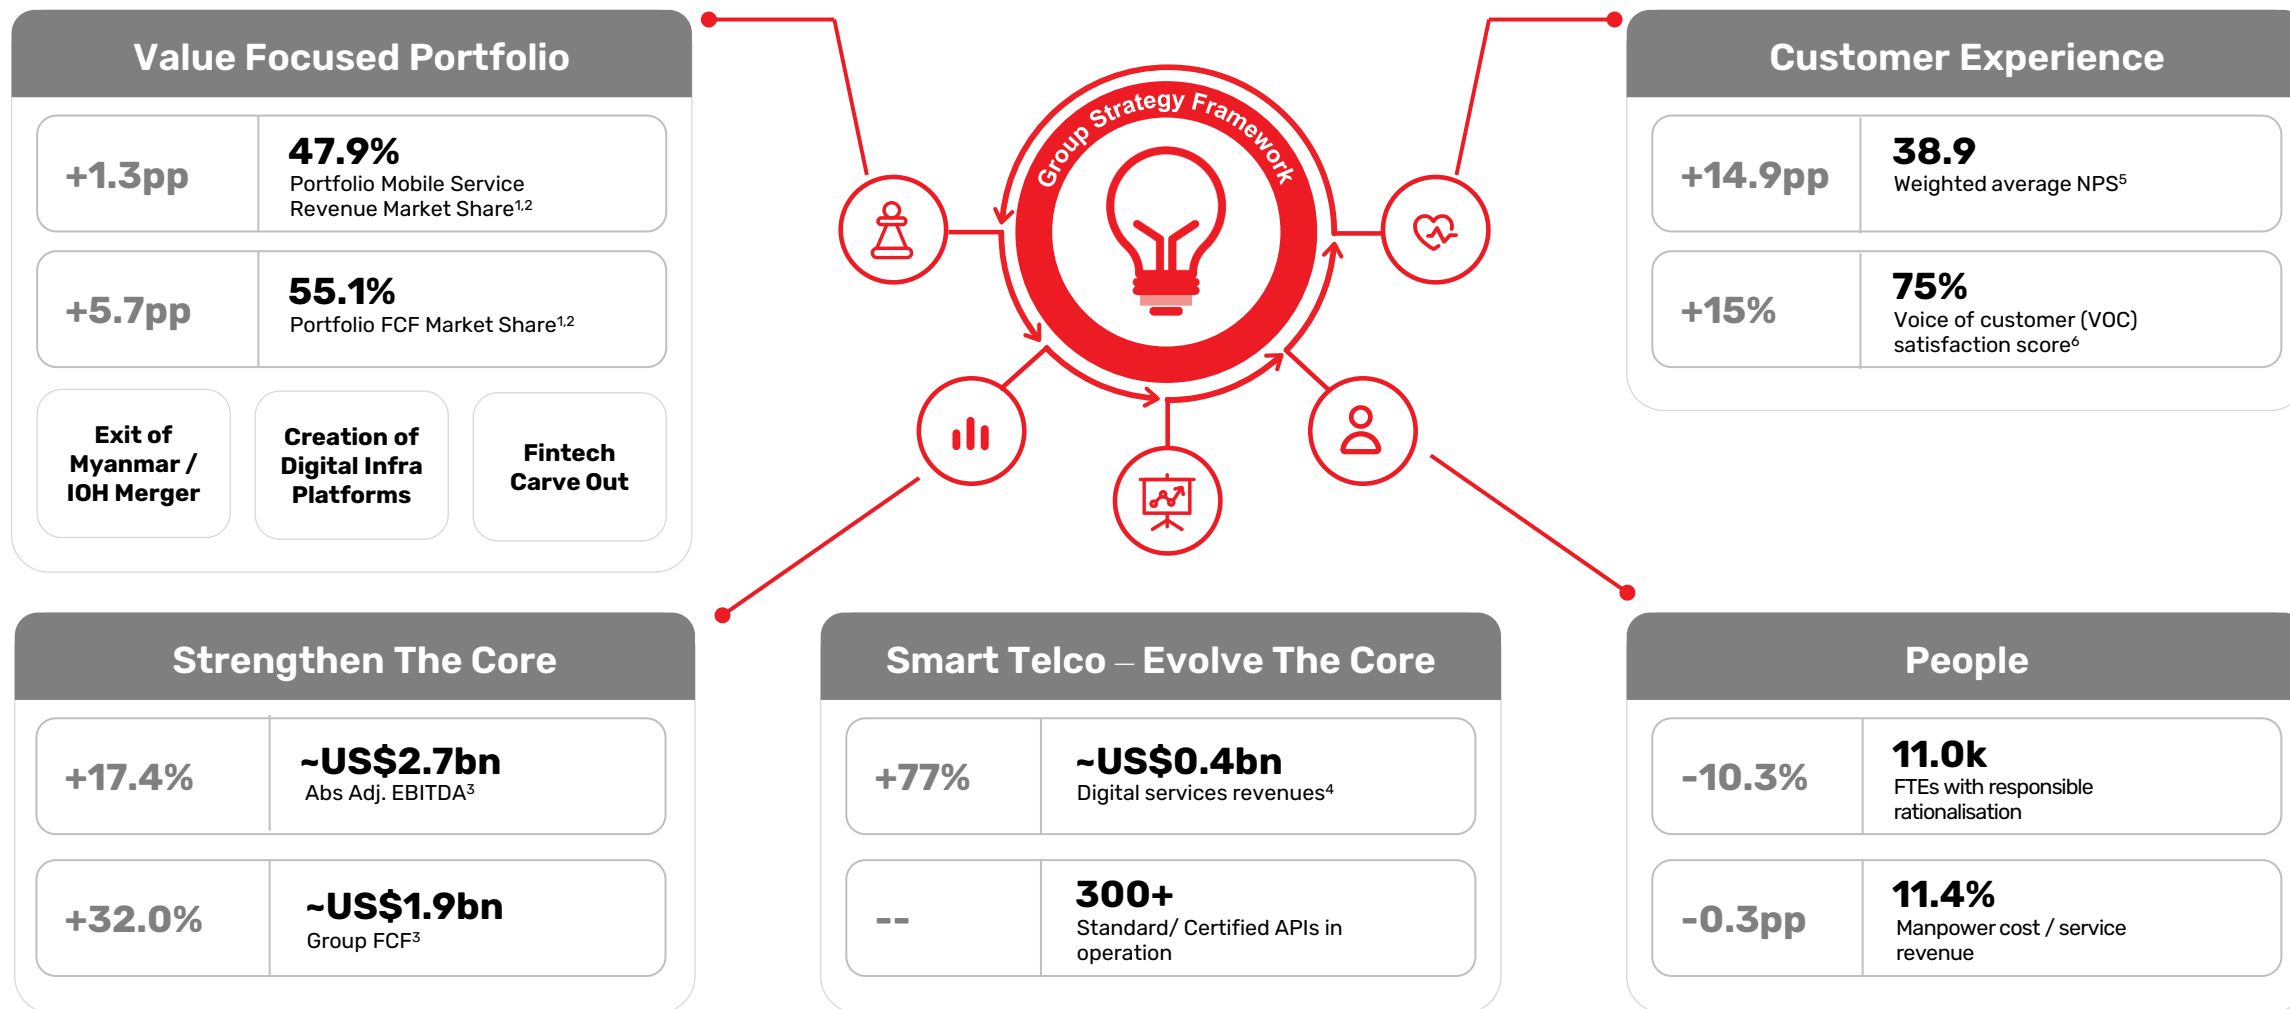 Value Focused Portfolio
+1.3pp
47.9%
Portfolio Mobile Service
Revenue Market Share1,2
+5.7pp
55.1%
Portfolio FCF Market Share1,2
Exit of
Myanmar /
IOH Merger
Creation of
Digital Infra
Platforms
Fintech
Carve Out
Group Strategy Framework
Customer Experience
+14.9pp
38.9
Weighted average NPS5
+15%
75%
Voice of customer (VOC)
satisfaction score6
Strengthen The Core
+17.4%
~US$2.7bn
Abs Adj. EBITDA3
+32.0%
~US$1.9bn
Group FCF3
Smart Telco – Evolve The Core
+77%
~US$0.4bn
Digital services revenues4
--
300+
Standard/ Certified APIs in
operation
People
-10.3%
11.0k
FTEs with responsible
rationalisation
-0.3pp
11.4%
Manpower cost / service
revenue